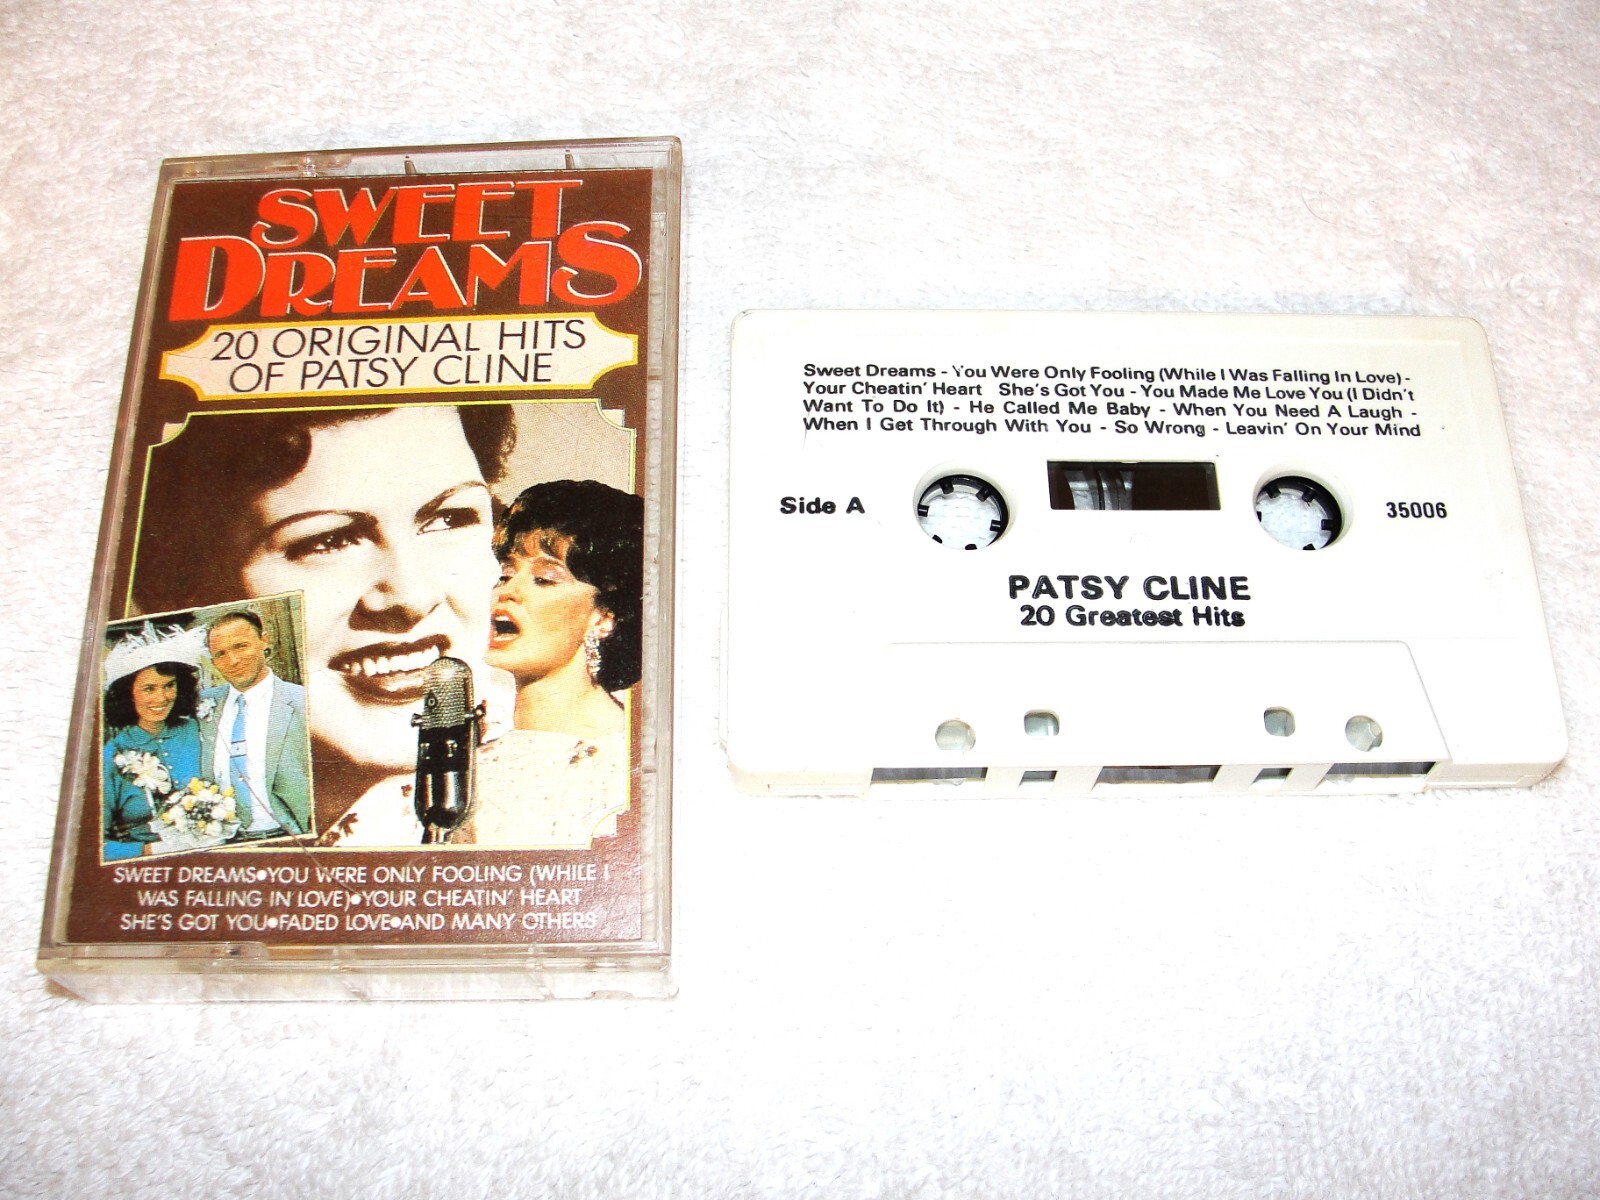 SWEET
DREAMS
20 ORIGINAL HITS
OF PATSY CLINE
SWEET DREAMS•YOU WERE ONLY FOOLING (WHILE I
WAS FALLING IN LOVE)•YOUR CHEATIN' HEART
SHE'S GOT YOU•FADED LOVE•AND MANY OTHERS
Sweet Dreams - You Were Only Fooling (While I Was Falling In Love) -
Your Cheatin' Heart She's Got You - You Made Me Love You (I Didn't
Want To Do It) - He Called Me Baby - When You Need A Laugh -
When I Get Through With You - So Wrong - Leavin' On Your Mind
Side A
35006
PATSY CLINE
20 Greatest Hits